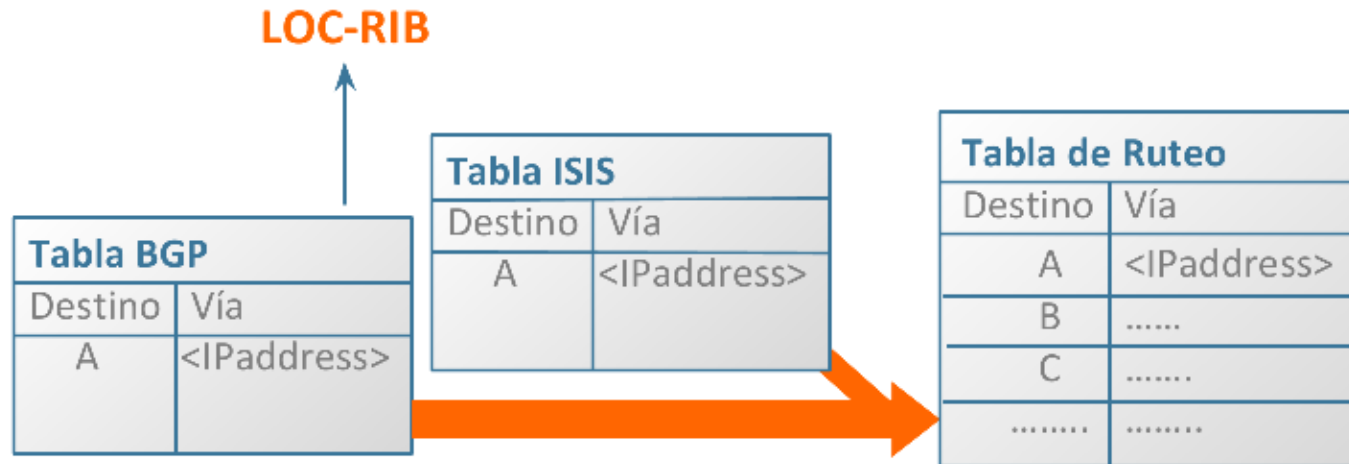 LOC-RIB
Tabla BGP
Destino Vía
A <IPaddress>
Tabla ISIS
Destino Vía
A <IPaddress>
Tabla de Ruteo
Destino Vía
A <IPaddress>
B ......
C .......
........ ........